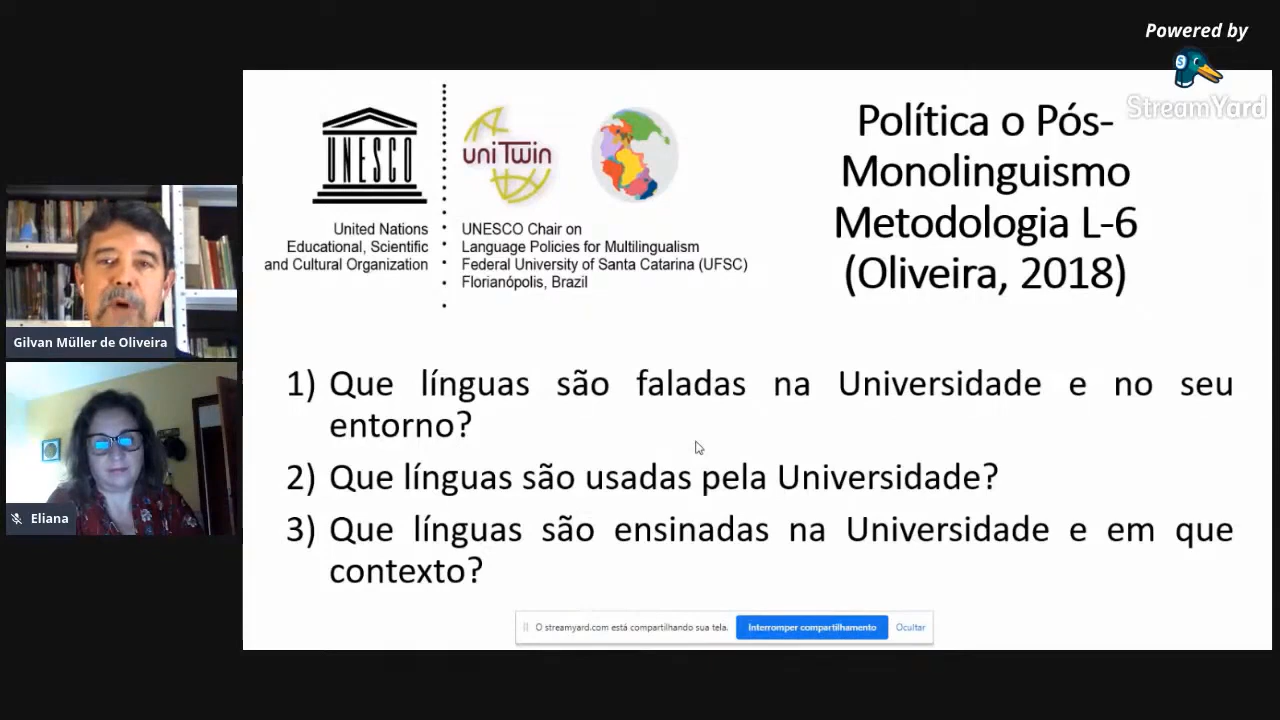 Powered by
StreamYard
UNESCO
uniTwin
United Nations
Educational, Scientific
and Cultural Organization
UNESCO Chair on
Language Policies for Multilingualism
Federal University of Santa Catarina (UFSC)
Florianópolis, Brazil
Política o Pós-
Monolinguismo
Metodologia L-6
(Oliveira, 2018)
Gilvan Müller de Oliveira
Eliana
1) Que línguas são faladas na Universidade e no seu
entorno?
2) Que línguas são usadas pela Universidade?
3) Que línguas são ensinadas na Universidade e em que
contexto?
O streamyard.com está compartilhando sua tela.
Interromper compartilhamento
Ocultar